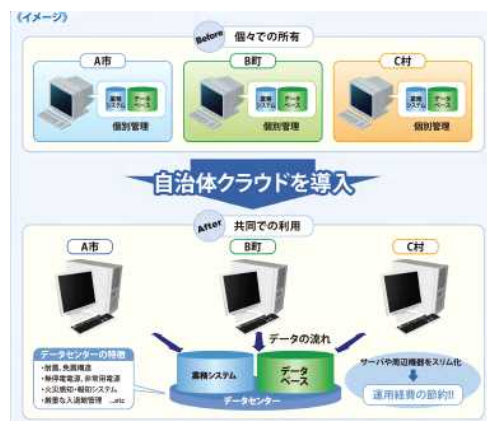 《イメージ》
Before 個々での所有
A市
B町
C村
業務
システム
データ
ベース
業務
システム
データ
ベース
業務
システム
データ
ベース
個別管理
個別管理
個別管理
自治体クラウドを導入
After 共同での利用
A市
B町
C村
データの流れ
データセンターの特徴
・耐震、免震構造
・無停電電源、非常用電源
・火災感知・報知システム
・厳重な入退館管理 …etc
業務システム
データ
ベース
データセンター
サーバや周辺機器をスリム化
運用経費の節約!!